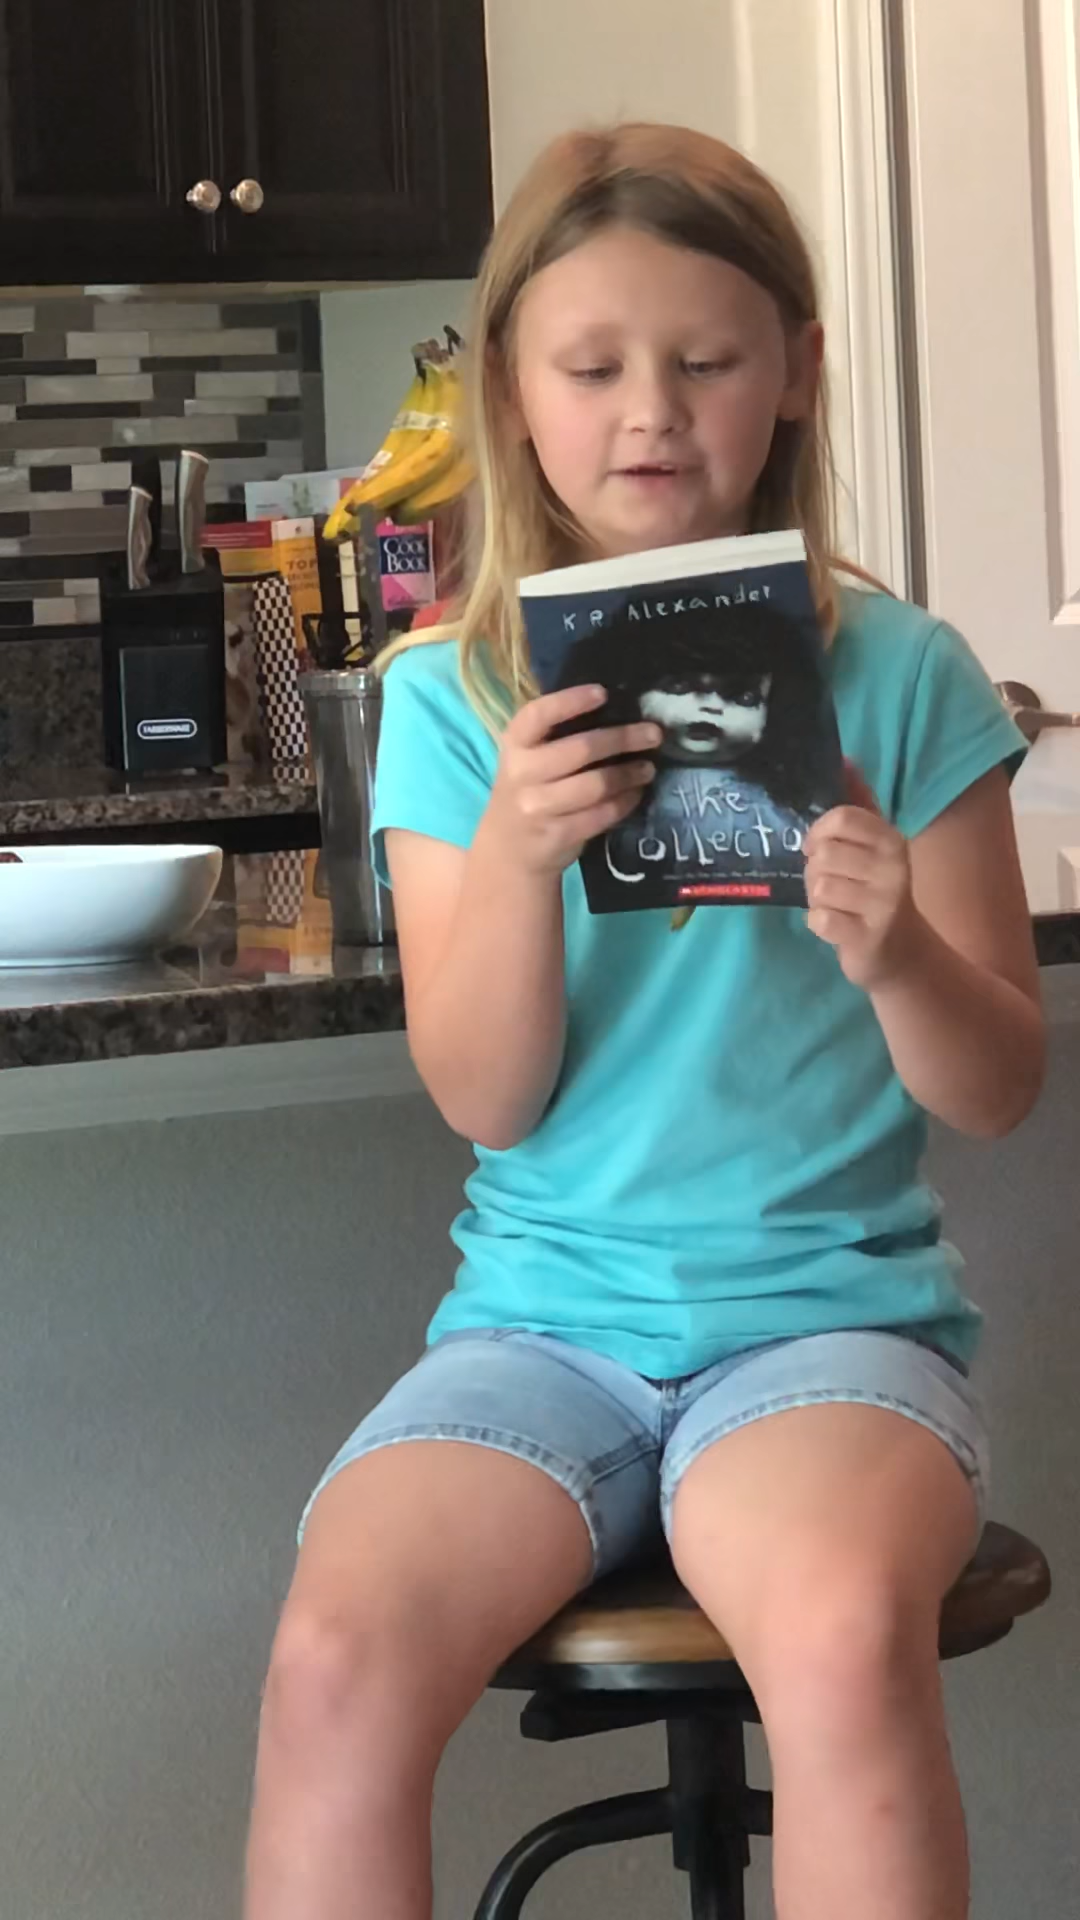 K. R. Alexander
the
Collecto
SCHOLASTIC
COOK
BOOK
TOP
FARBERWARE